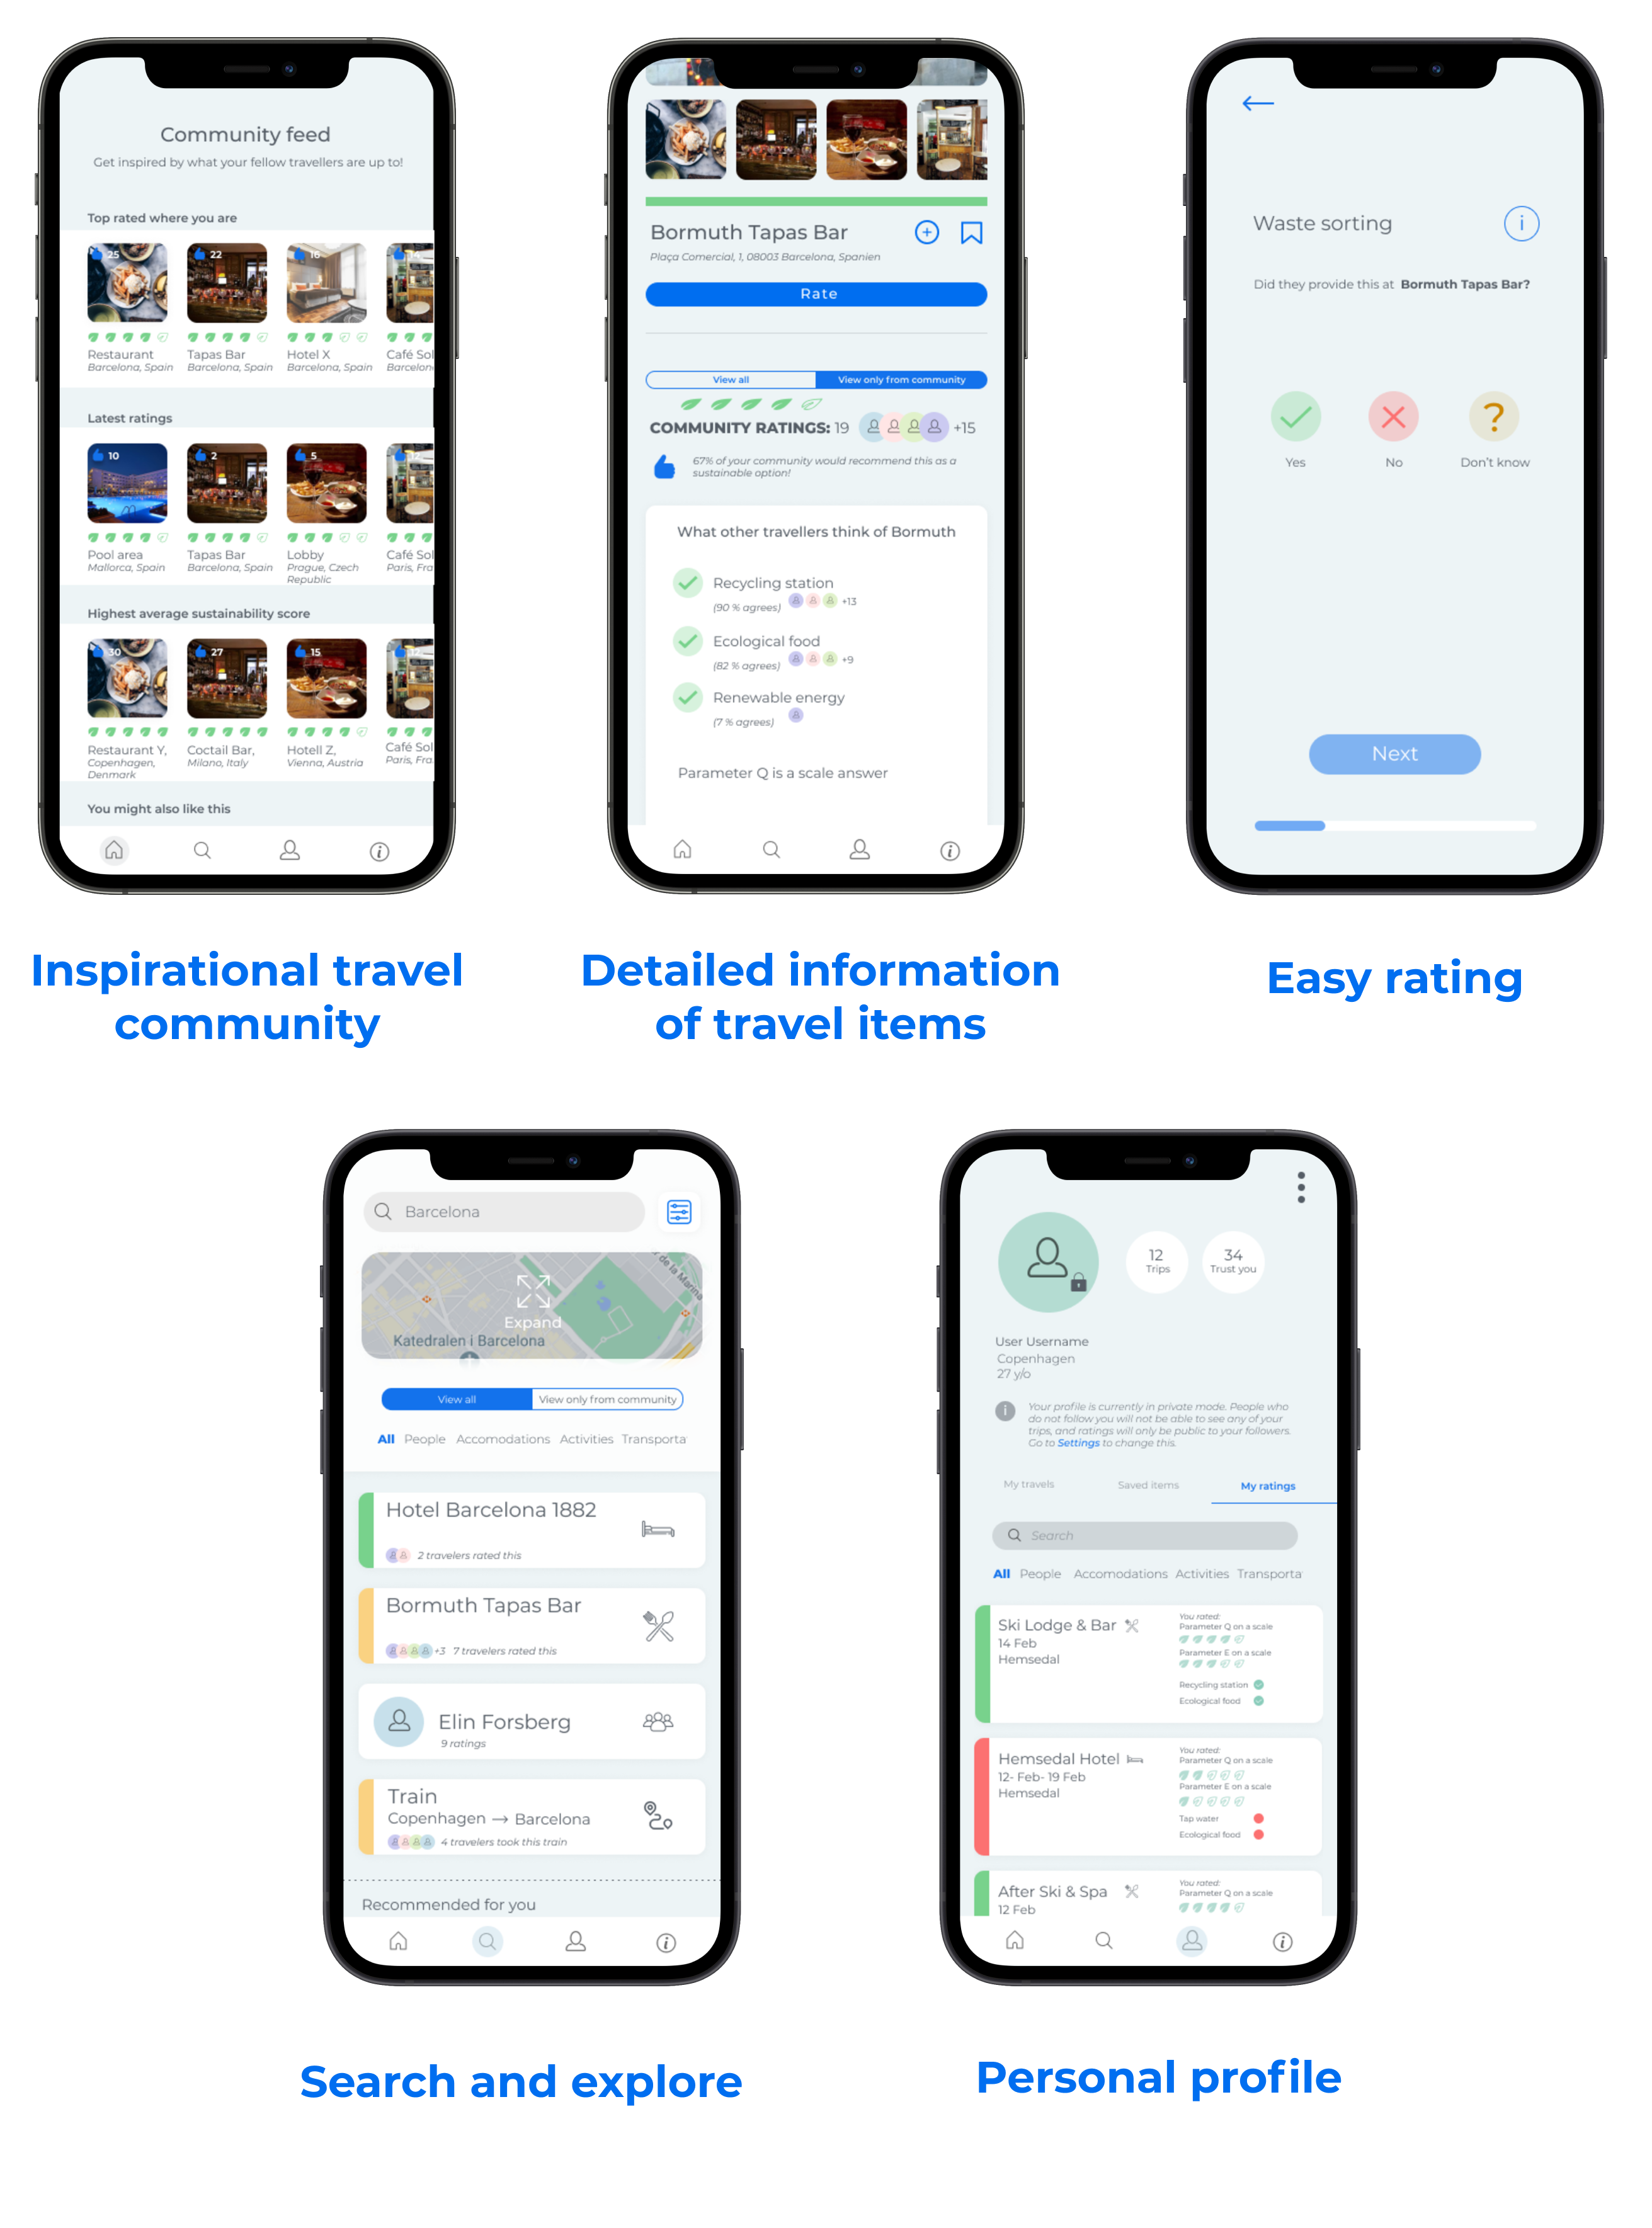 Community feed
Get inspired by what your fellow travellers are up to!
Top rated where you are
25 22 16 14
Restaurant Tapas Bar Hotel X Café Sol
Barcelona, Spain Barcelona, Spain Barcelona, Spain Barcelon
Latest ratings
10 2 5
Pool area Tapas Bar Lobby Café Sol
Mallorca, Spain Barcelona, Spain Prague, Czech Paris, Fra
Republic
Highest average sustainability score
30 27 15 12
Restaurant Y, Coctail Bar, Hotell Z, Café Sol
Copenhagen, Milano, Italy Vienna, Austria Paris, Fra
Denmark
You might also like this
Inspirational travel
community
Bormuth Tapas Bar
Plaça Comercial, 1, 08003 Barcelona, Spanien
Rate
View all View only from community
COMMUNITY RATINGS: 19 +15
67% of your community would recommend this as a
sustainable option!
What other travellers think of Bormuth
Recycling station
(90 % agrees) +13
Ecological food
(82 % agrees) +9
Renewable energy
(7 % agrees)
Parameter Q is a scale answer
Detailed information
of travel items
Waste sorting
Did they provide this at Bormuth Tapas Bar?
Yes No Don't know
Next
Easy rating
Barcelona
de la Marina
Expand
Katedralen i Barcelona
View all View only from community
All People Accomodations Activities Transporta
Hotel Barcelona 1882
2 travelers rated this
Bormuth Tapas Bar
+3 7 travelers rated this
Elin Forsberg
9 ratings
Train
Copenhagen → Barcelona
4 travelers took this train
Recommended for you
Search and explore
12 34
Trips Trust you
User Username
Copenhagen
27 y/o
Your profile is currently in private mode. People who
do not follow you will not be able to see any of your
trips, and ratings will only be public to your followers.
Go to Settings to change this.
My travels Saved items My ratings
Search
All People Accomodations Activities Transporta
Ski Lodge & Bar
14 Feb
Hemsedal
You rated:
Parameter Q on a scale
Parameter E on a scale
Recycling station
Ecological food
Hemsedal Hotel
12- Feb- 19 Feb
Hemsedal
You rated:
Parameter Q on a scale
Parameter E on a scale
Tap water
Ecological food
After Ski & Spa
12 Feb
You rated:
Parameter Q on a scale
Personal profile